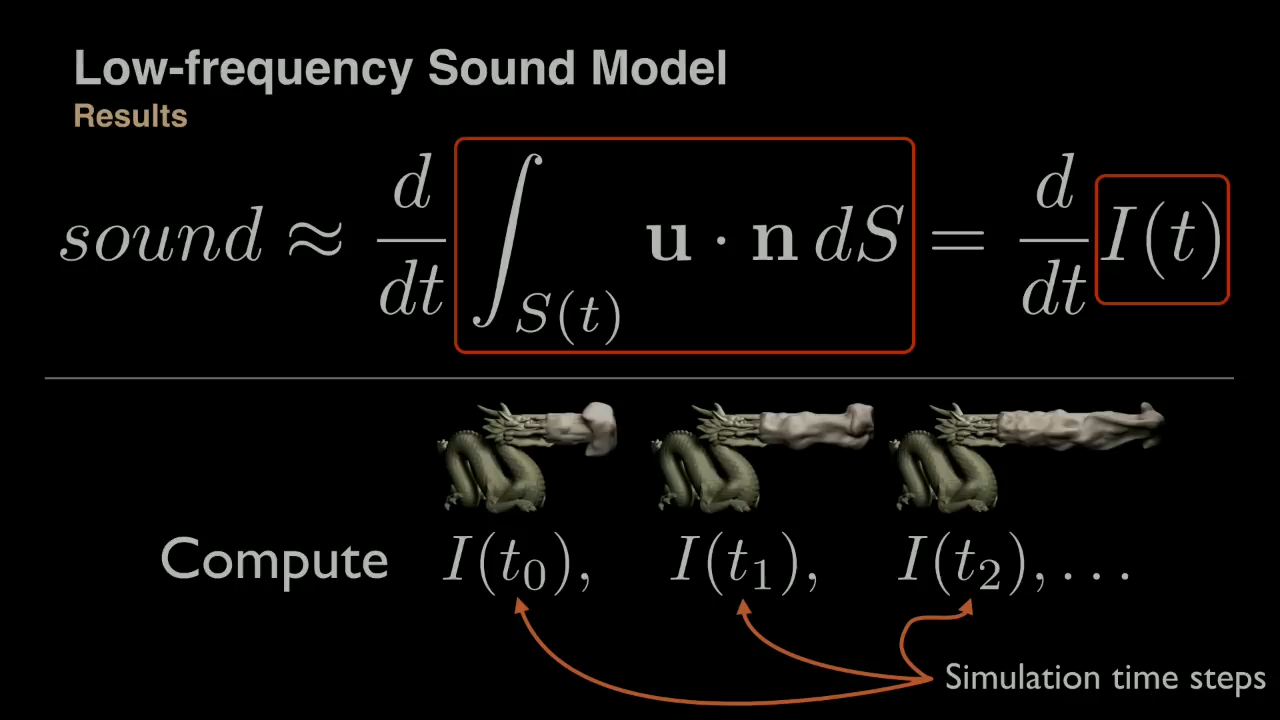 Low-frequency Sound Model
Results
sound ≈ d/dt ∫_{S(t)} u · n dS = d/dt I(t)
Compute I(t₀), I(t₁), I(t₂), . . .
Simulation time steps